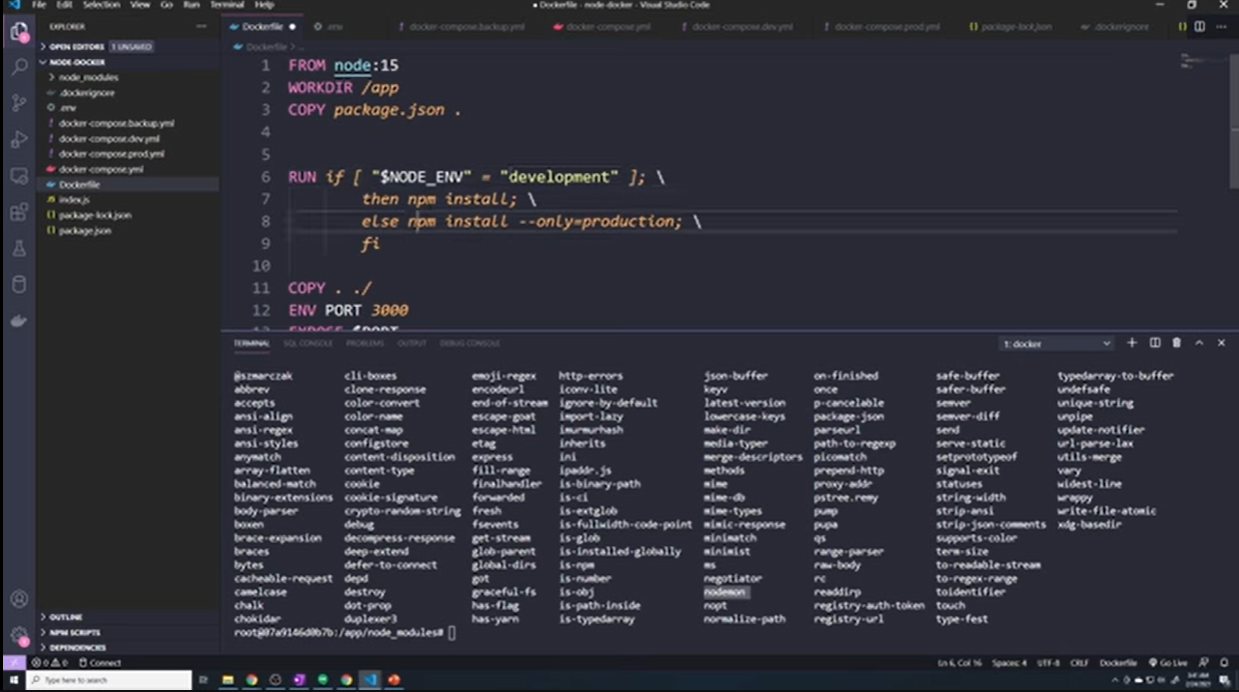 File Edit Selection View Go Run Terminal Help
● Dockerfile - node-docker - Visual Studio Code
EXPLORER
Dockerfile ●
.env
docker-compose.backup.yml
docker-compose.yml
docker-compose.dev.yml
docker-compose.prod.yml
package-lock.json
.dockerignore
OPEN EDITORS 1 UNSAVED
NODE-DOCKER
node_modules
.dockerignore
.env
docker-compose.backup.yml
docker-compose.dev.yml
docker-compose.prod.yml
docker-compose.yml
Dockerfile
index.js
package-lock.json
package.json
OUTLINE
NPM SCRIPTS
DEPENDENCIES
Dockerfile > ...
1 FROM node:15
2 WORKDIR /app
3 COPY package.json .
4
5
6 RUN if [ "$NODE_ENV" = "development" ]; \
7 then npm install; \
8 else npm install --only=production; \
9 fi
10
11 COPY . ./
12 ENV PORT 3000
13 EXPOSE $PORT
TERMINAL SQL CONSOLE PROBLEMS OUTPUT DEBUG CONSOLE
1: docker
@szmarczak cli-boxes emoji-regex http-errors json-buffer on-finished safe-buffer typedarray-to-buffer
abbrev clone-response encodeurl iconv-lite keyv once safer-buffer undefsafe
accepts color-convert end-of-stream ignore-by-default latest-version p-cancelable semver unique-string
ansi-align color-name escape-goat import-lazy lowercase-keys package-json semver-diff unpipe
ansi-regex concat-map escape-html imurmurhash make-dir parseurl send update-notifier
ansi-styles configstore etag inherits media-typer path-to-regexp serve-static url-parse-lax
anymatch content-disposition express ini merge-descriptors picomatch setprototypeof utils-merge
array-flatten content-type fill-range ipaddr.js methods prepend-http signal-exit vary
balanced-match cookie finalhandler is-binary-path mime proxy-addr statuses widest-line
binary-extensions cookie-signature forwarded is-ci mime-db pstree.remy string-width wrappy
body-parser crypto-random-string fresh is-extglob mime-types pump strip-ansi write-file-atomic
boxen debug fsevents is-fullwidth-code-point mimic-response pupa strip-json-comments xdg-basedir
brace-expansion decompress-response get-stream is-glob minimatch qs supports-color
braces deep-extend glob-parent is-installed-globally minimist range-parser term-size
bytes defer-to-connect global-dirs is-npm ms raw-body to-readable-stream
cacheable-request depd got is-number negotiator rc to-regex-range
camelcase destroy graceful-fs is-obj nodemon readdirp toidentifier
chalk dot-prop has-flag is-path-inside nopt registry-auth-token touch
chokidar duplexer3 has-yarn is-typedarray normalize-path registry-url type-fest
root@07a9146d0b7b:/app/node_modules#
0 0 Connect
Ln 6, Col 16 Spaces: 4 UTF-8 CRLF Dockerfile Go Live
Type here to search